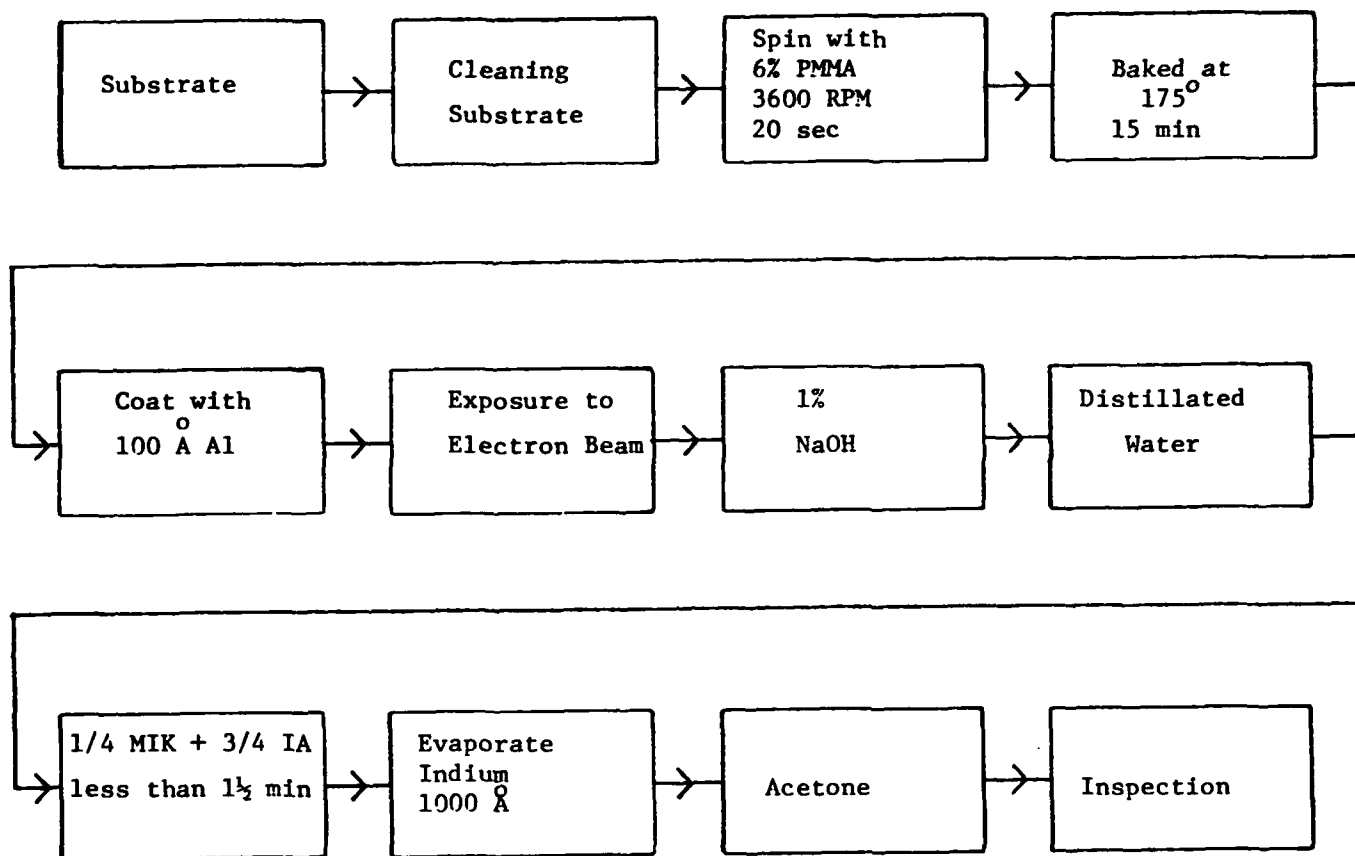 Substrate
Cleaning
Substrate
Spin with
6% PMMA
3600 RPM
20 sec
Baked at
175°
15 min
Coat with
100 Å Al
Exposure to
Electron Beam
1%
NaOH
Distillated
Water
1/4 MIK + 3/4 IA
less than 1½ min
Evaporate
Indium
1000 Å
Acetone
Inspection